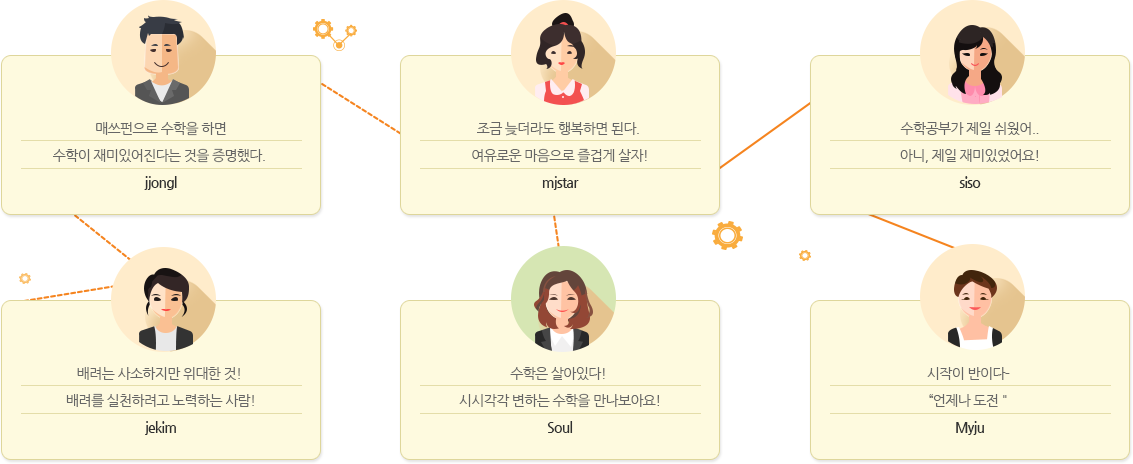 매쓰펀으로 수학을 하면
수학이 재미있어진다는 것을 증명했다.
jjongl
조금 늦더라도 행복하면 된다.
여유로운 마음으로 즐겁게 살자!
mjstar
수학공부가 제일 쉬웠어..
아니, 제일 재미있었어요!
siso
배려는 사소하지만 위대한 것!
배려를 실천하려고 노력하는 사람!
jekim
수학은 살아있다!
시시각각 변하는 수학을 만나보아요!
Soul
시작이 반이다~
“언제나 도전 "
Myju